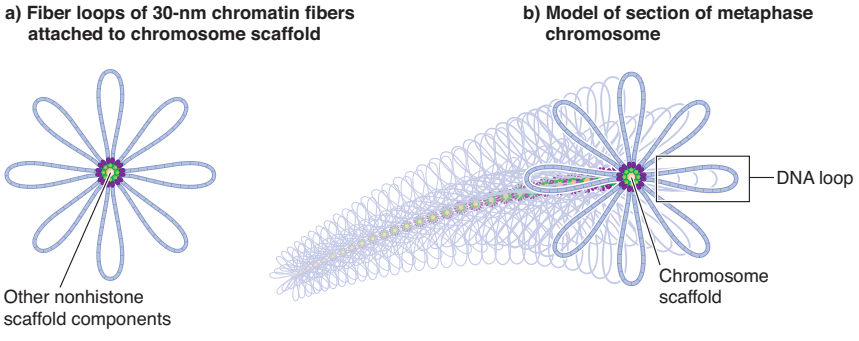 a) Fiber loops of 30-nm chromatin fibers
attached to chromosome scaffold
b) Model of section of metaphase
chromosome
DNA loop
Other nonhistone
scaffold components
Chromosome
scaffold